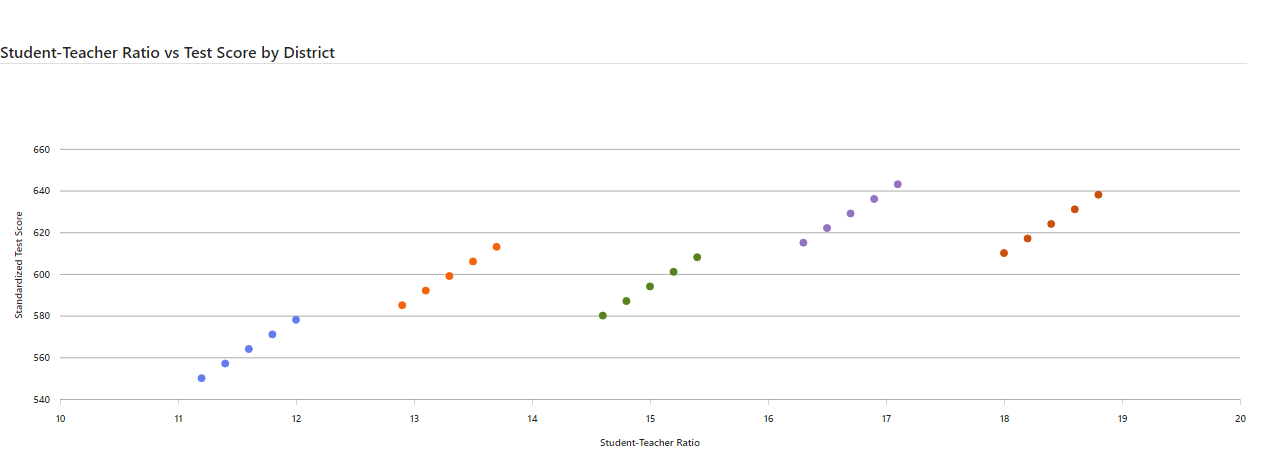 Student-Teacher Ratio vs Test Score by District
660
640
620
600
580
560
540
Standardized Test Score
10 11 12 13 14 15 16 17 18 19 20
Student-Teacher Ratio